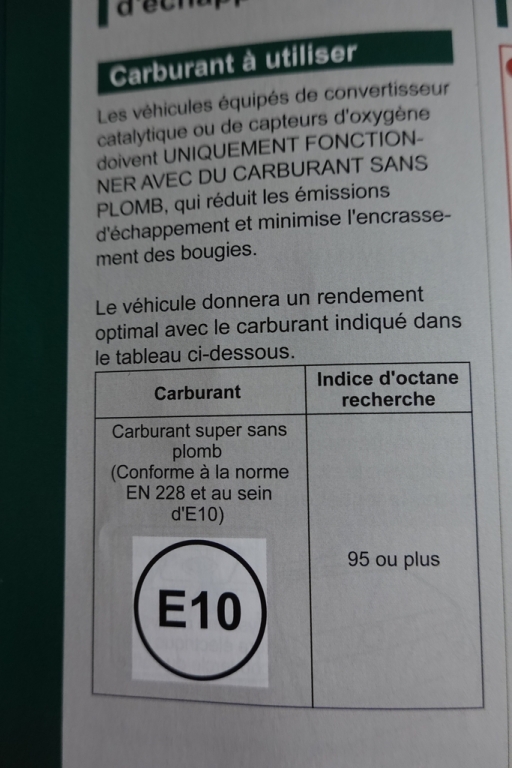 d'échapp
Carburant à utiliser
Les véhicules équipés de convertisseur
catalytique ou de capteurs d'oxygène
doivent UNIQUEMENT FONCTION-
NER AVEC DU CARBURANT SANS
PLOMB, qui réduit les émissions
d'échappement et minimise l'encrasse-
ment des bougies.
Le véhicule donnera un rendement
optimal avec le carburant indiqué dans
le tableau ci-dessous.
Carburant
Indice d'octane
recherche
Carburant super sans
plomb
(Conforme à la norme
EN 228 et au sein
d'E10)
E10
95 ou plus